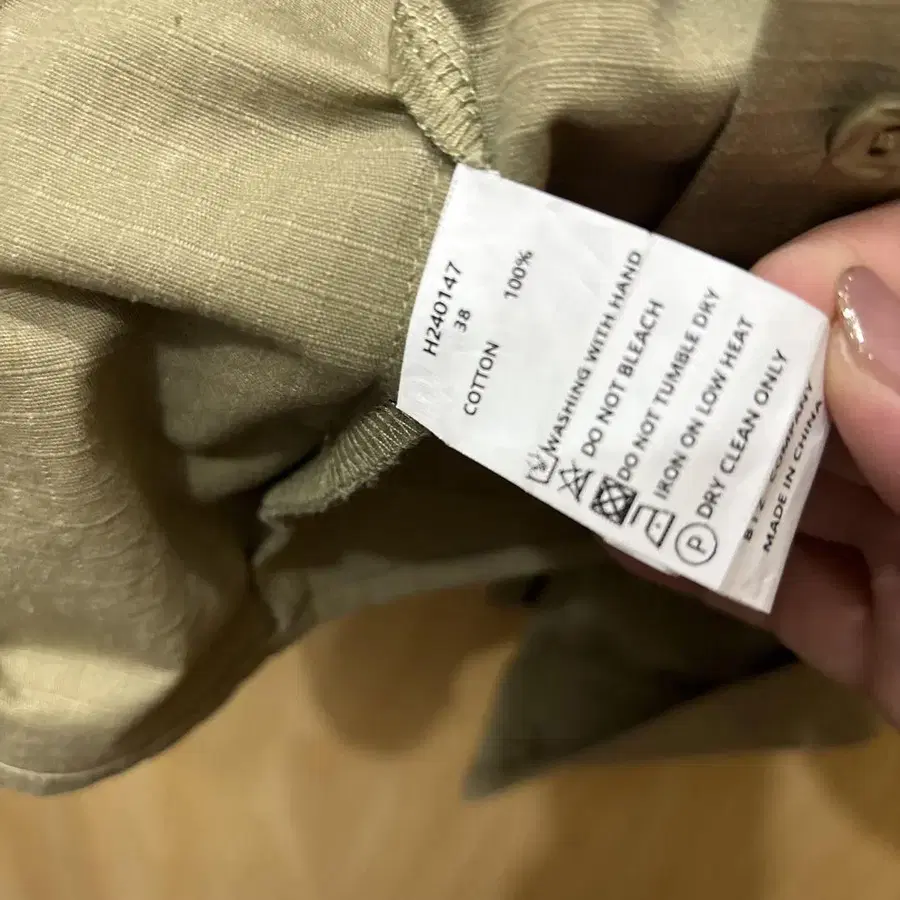 H240147
38
COTTON 100%
WASHING WITH HAND
DO NOT BLEACH
DO NOT TUMBLE DRY
IRON ON LOW HEAT
P DRY CLEAN ONLY
COMPANY
MADE IN CHINA